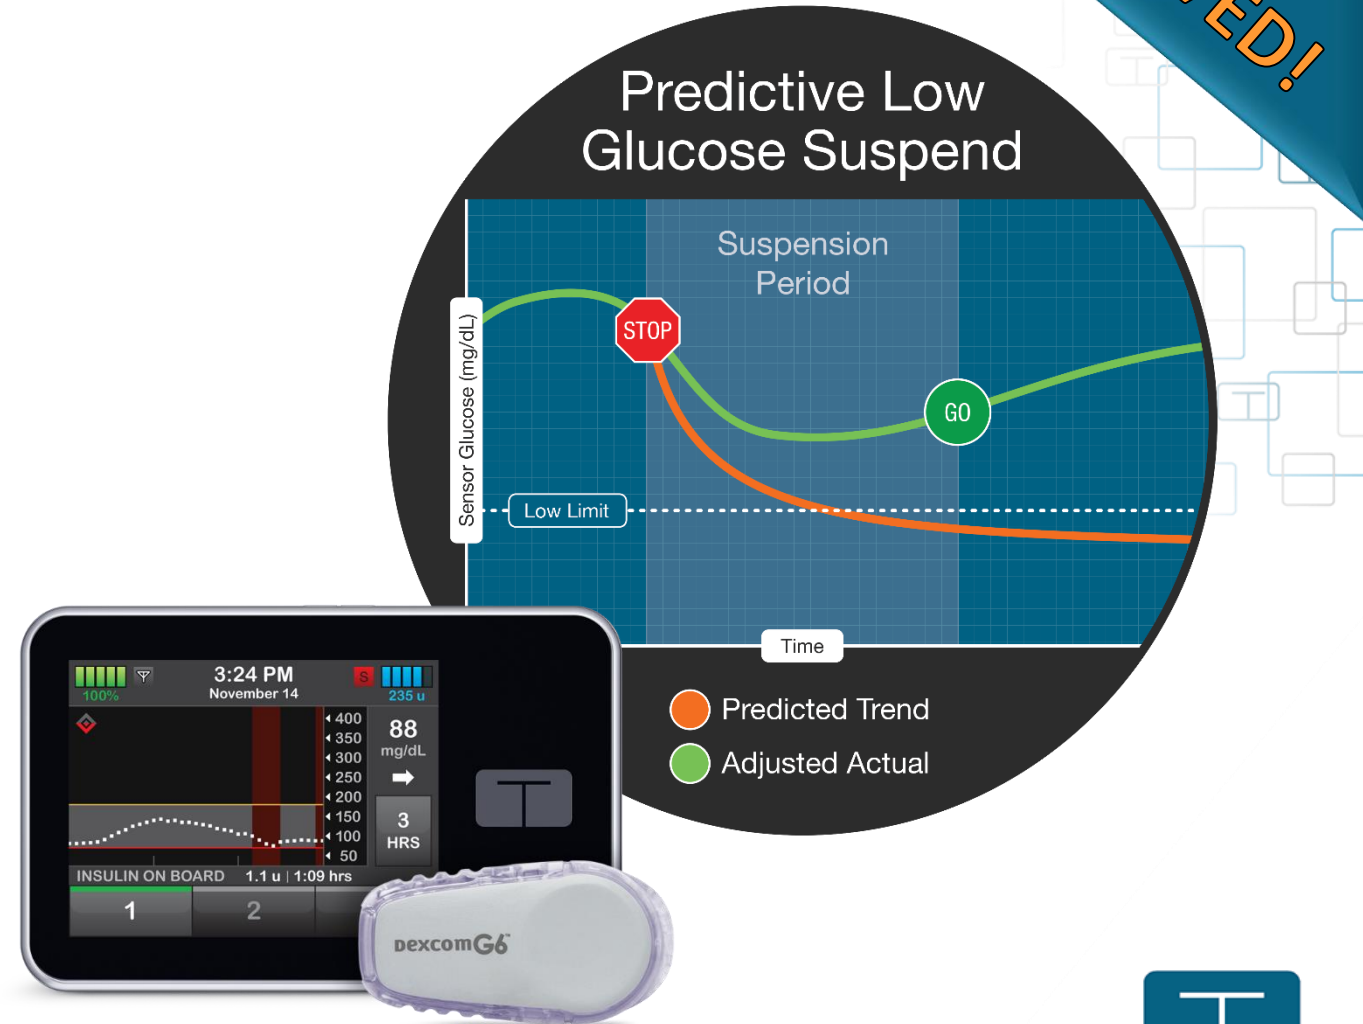 Predictive Low
Glucose Suspend
Suspension
Period
STOP
GO
Sensor Glucose (mg/dL)
Low Limit
Time
Predicted Trend
Adjusted Actual
100%
3:24 PM
November 14
S
235 u
400
350
300
250
200
150
100
50
88
mg/dL
3
HRS
INSULIN ON BOARD 1.1 u | 1:09 hrs
1
2
DexcomG6™